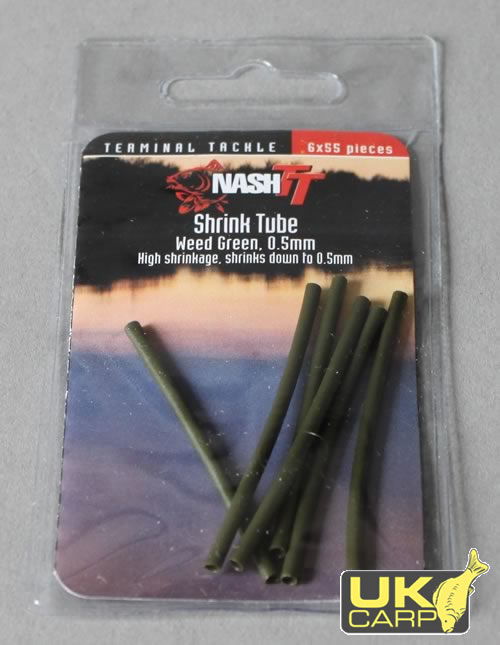 TERMINAL TACKLE 6x55 pieces
NASH TT
Shrink Tube
Weed Green, 0.5mm
High shrinkage, shrinks down to 0.5mm
UK
CARP